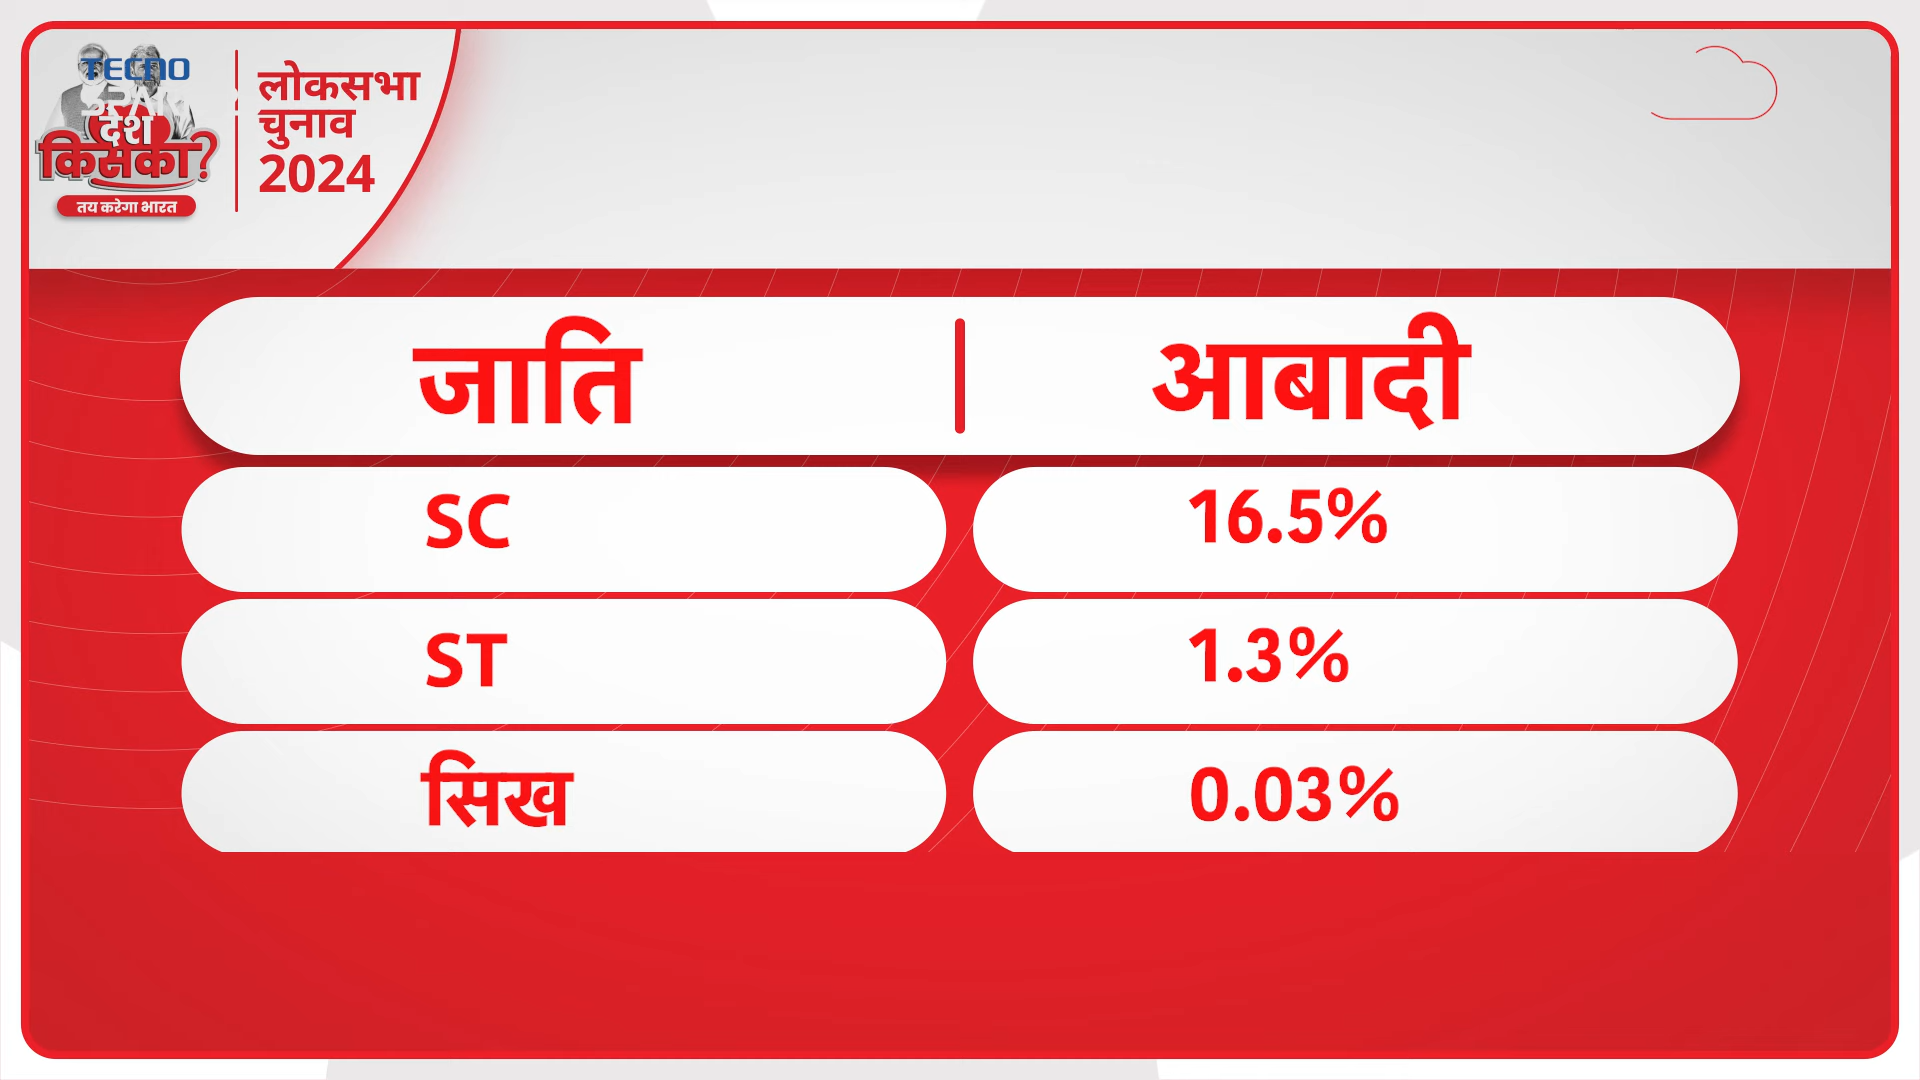 TECNO
देश
किसका?
तय करेगा भारत
लोकसभा
चुनाव
2024
जाति | आबादी
SC 16.5%
ST 1.3%
सिख 0.03%